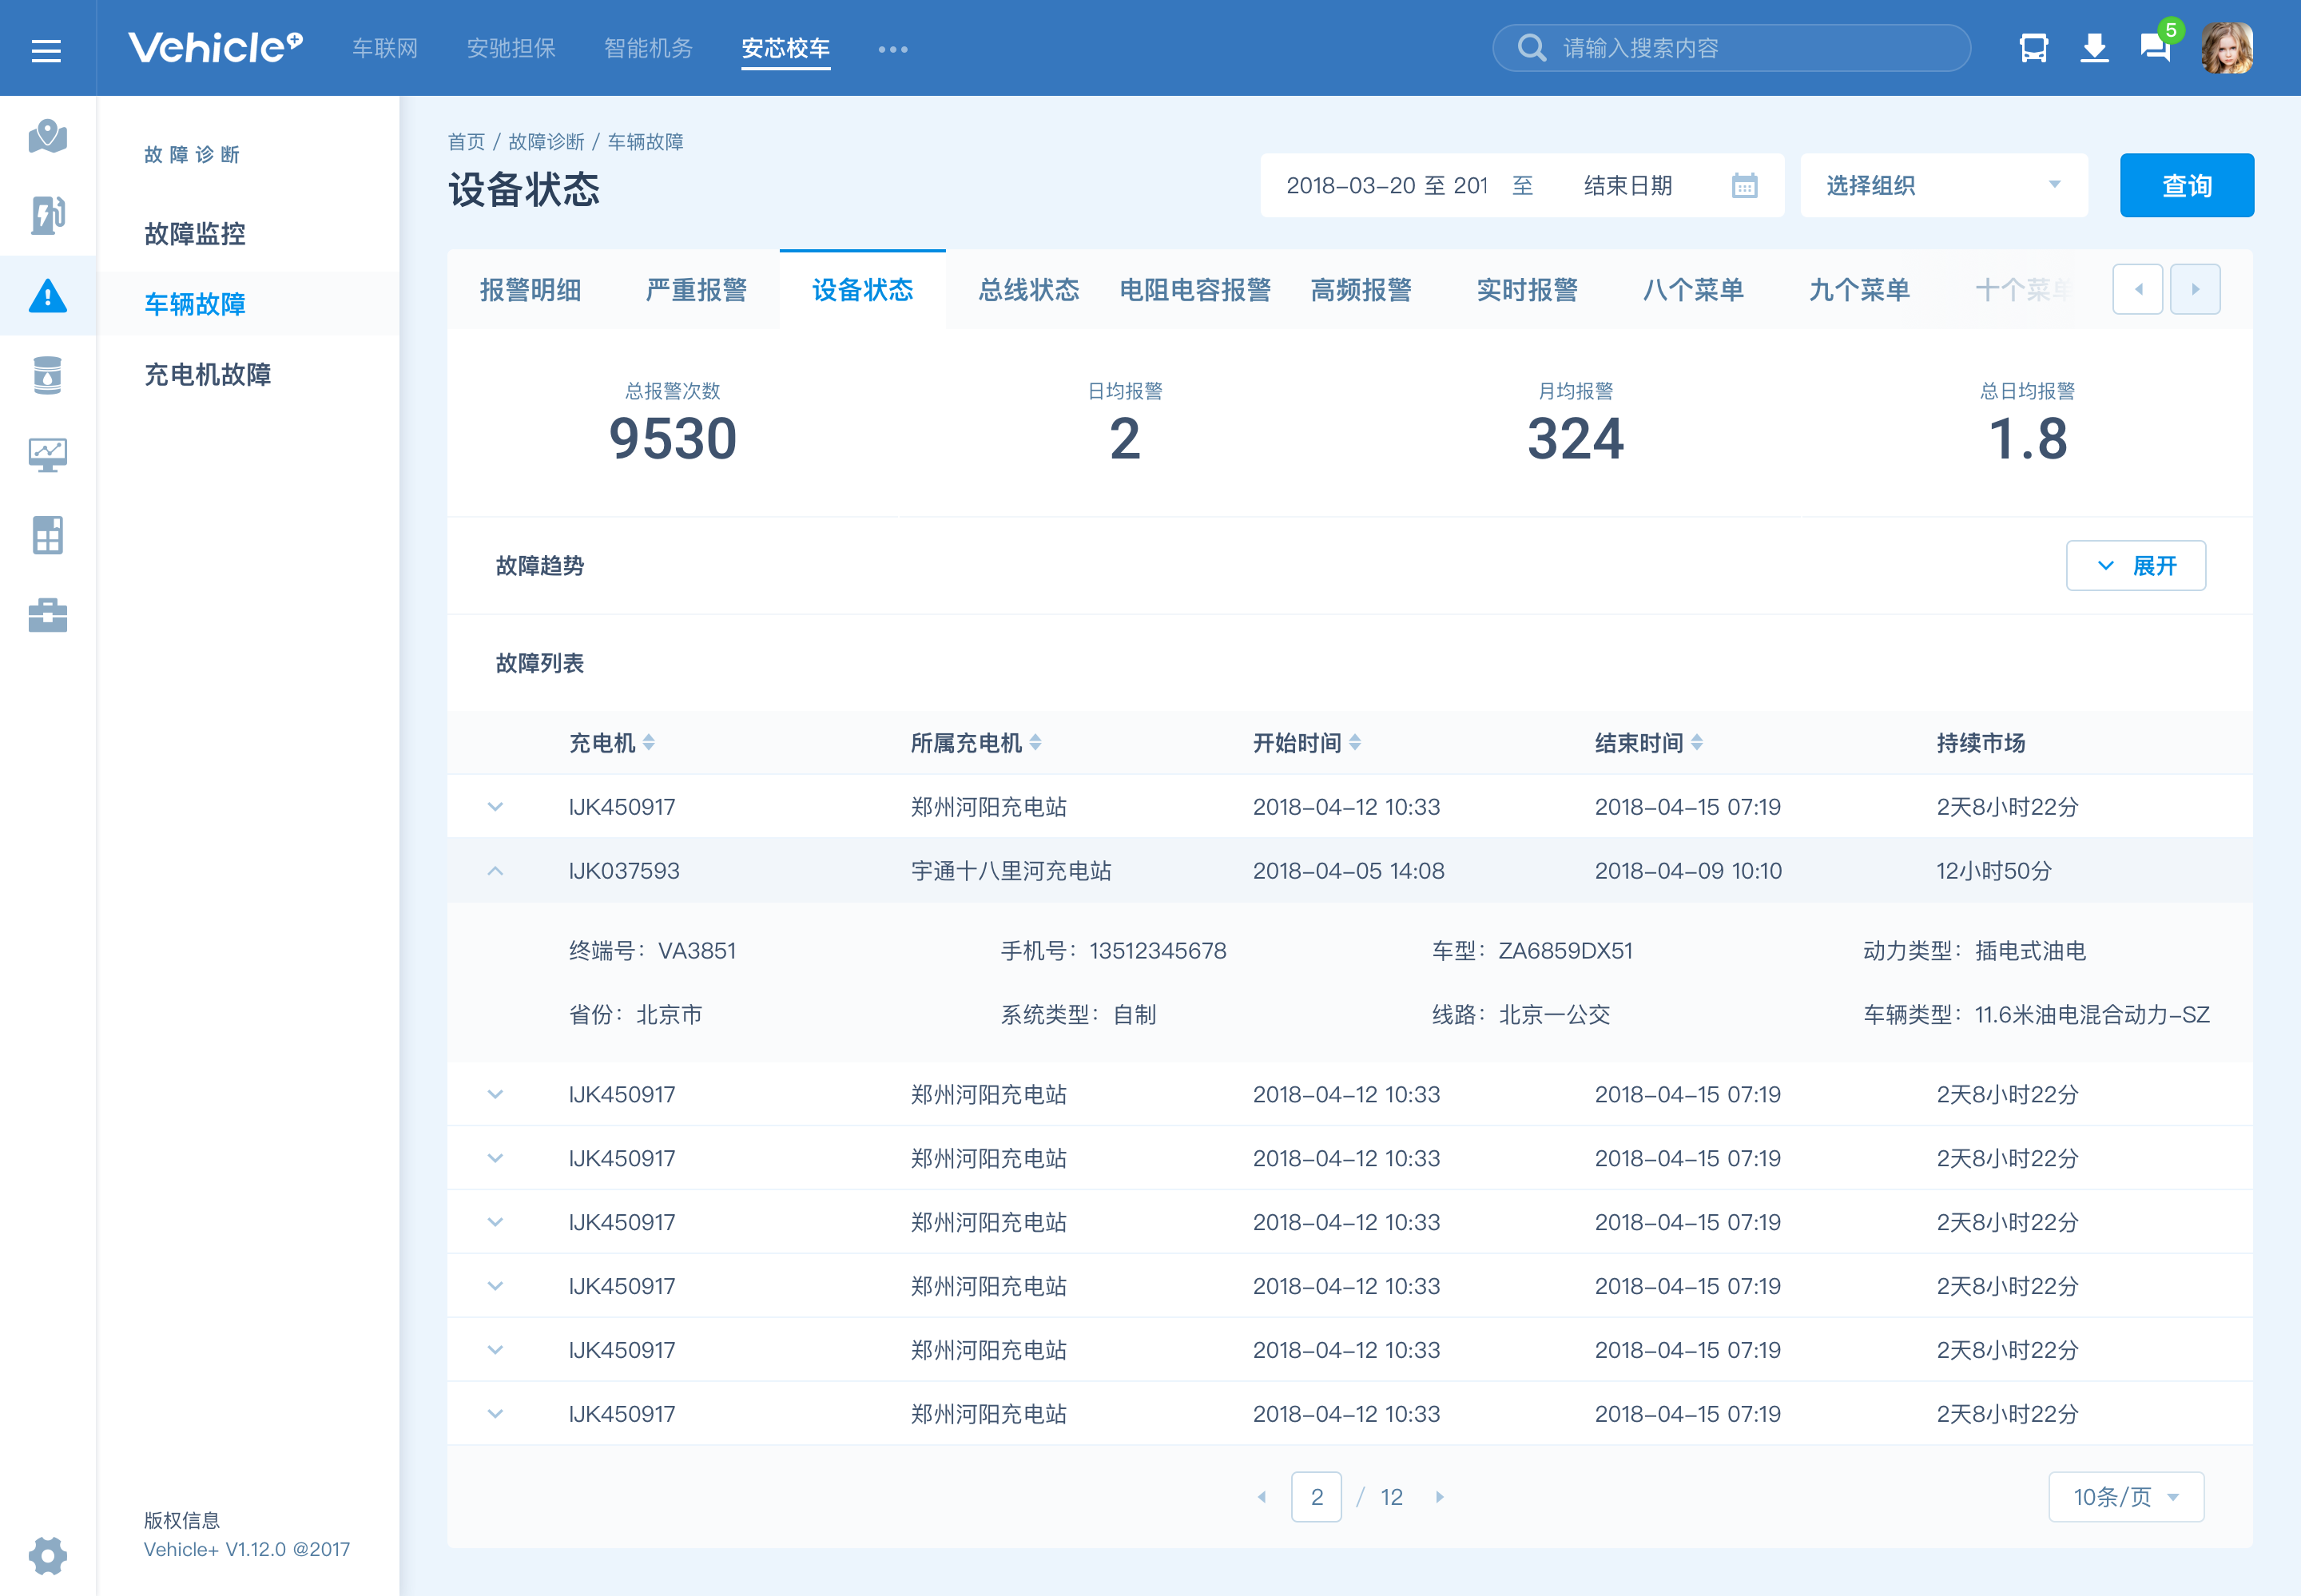 Vehicle+ 车联网 安驰担保 智能机务 安芯校车 请输入搜索内容 5
故障诊断
故障监控
车辆故障
充电机故障
版权信息
Vehicle+ V1.12.0 @2017
首页 / 故障诊断 / 车辆故障
设备状态
2018-03-20 至 201 至 结束日期 选择组织 查询
报警明细 严重报警 设备状态 总线状态 电阻电容报警 高频报警 实时报警 八个菜单 九个菜单 十个菜单
总报警次数 日均报警 月均报警 总日均报警
9530 2 324 1.8
故障趋势 展开
故障列表
充电机 所属充电机 开始时间 结束时间 持续市场
IJK450917 郑州河阳充电站 2018-04-12 10:33 2018-04-15 07:19 2天8小时22分
IJK037593 宇通十八里河充电站 2018-04-05 14:08 2018-04-09 10:10 12小时50分
终端号：VA3851 手机号：13512345678 车型：ZA6859DX51 动力类型：插电式油电
省份：北京市 系统类型：自制 线路：北京一公交 车辆类型：11.6米油电混合动力-SZ
IJK450917 郑州河阳充电站 2018-04-12 10:33 2018-04-15 07:19 2天8小时22分
IJK450917 郑州河阳充电站 2018-04-12 10:33 2018-04-15 07:19 2天8小时22分
IJK450917 郑州河阳充电站 2018-04-12 10:33 2018-04-15 07:19 2天8小时22分
IJK450917 郑州河阳充电站 2018-04-12 10:33 2018-04-15 07:19 2天8小时22分
IJK450917 郑州河阳充电站 2018-04-12 10:33 2018-04-15 07:19 2天8小时22分
IJK450917 郑州河阳充电站 2018-04-12 10:33 2018-04-15 07:19 2天8小时22分
2 / 12 10条/页